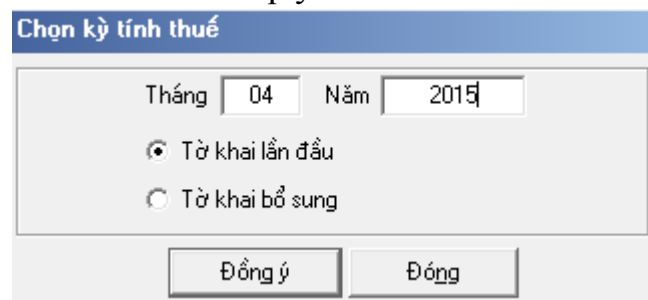 Chọn kỳ tính thuế
Tháng 04 Năm 2015
Tờ khai lần đầu
Tờ khai bổ sung
Đồng ý Đóng